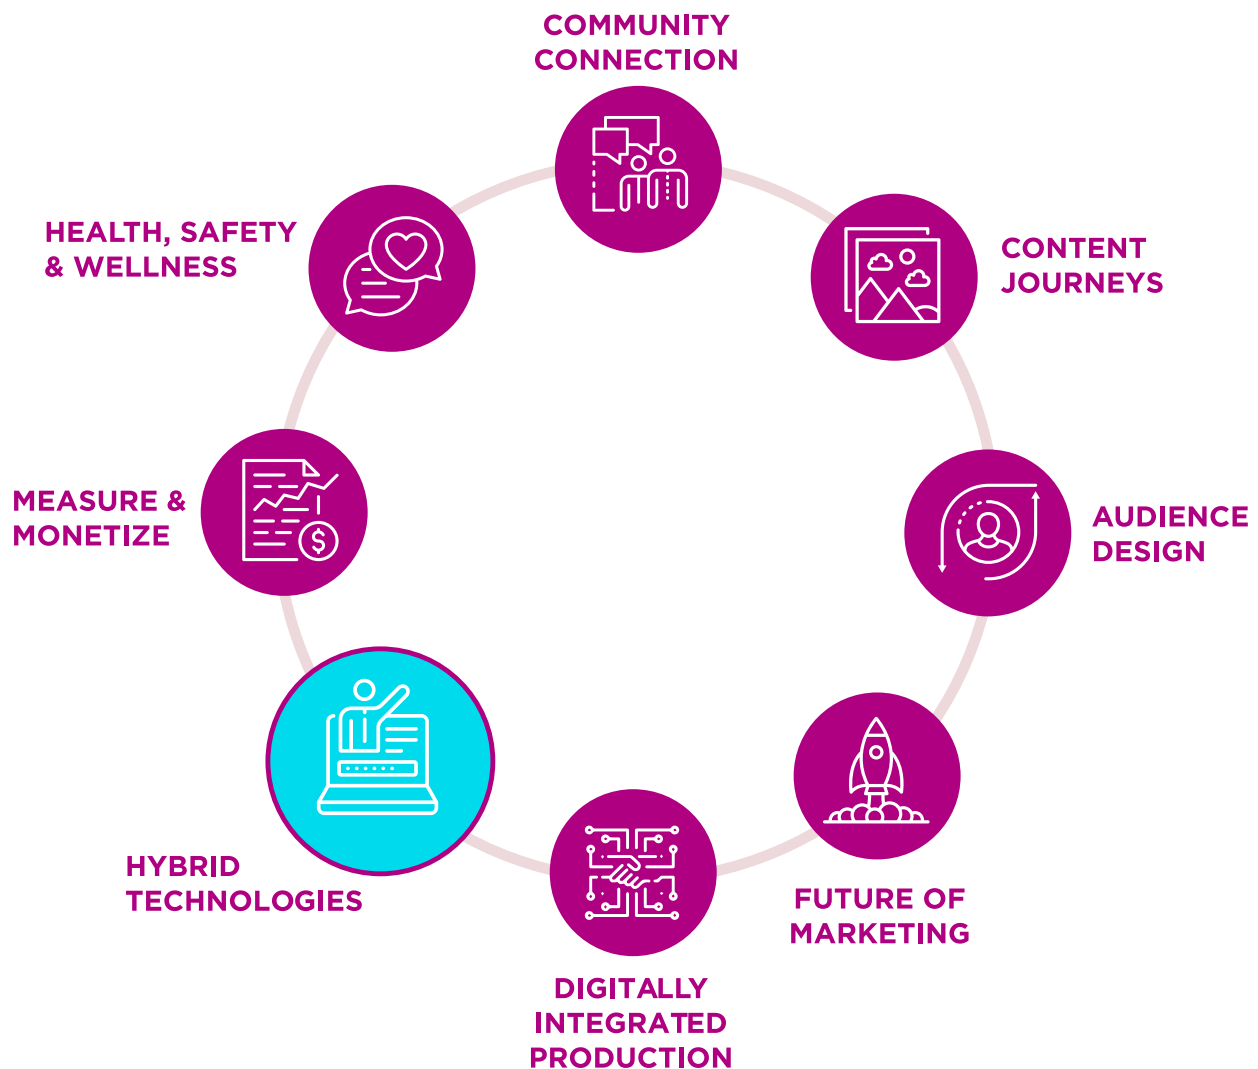 COMMUNITY
CONNECTION
CONTENT
JOURNEYS
AUDIENCE
DESIGN
FUTURE OF
MARKETING
DIGITALLY
INTEGRATED
PRODUCTION
HYBRID
TECHNOLOGIES
MEASURE &
MONETIZE
HEALTH, SAFETY
& WELLNESS
$